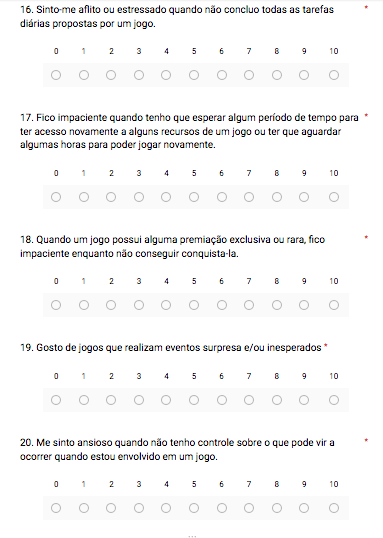 16. Sinto-me aflito ou estressado quando não concluo todas as tarefas *
diárias propostas por um jogo.
0 1 2 3 4 5 6 7 8 9 10
17. Fico impaciente quando tenho que esperar algum período de tempo para *
ter acesso novamente a alguns recursos de um jogo ou ter que aguardar
algumas horas para poder jogar novamente.
0 1 2 3 4 5 6 7 8 9 10
18. Quando um jogo possui alguma premiação exclusiva ou rara, fico *
impaciente enquanto não conseguir conquista-la.
0 1 2 3 4 5 6 7 8 9 10
19. Gosto de jogos que realizam eventos surpresa e/ou inesperados *
0 1 2 3 4 5 6 7 8 9 10
20. Me sinto ansioso quando não tenho controle sobre o que pode vir a *
ocorrer quando estou envolvido em um jogo.
0 1 2 3 4 5 6 7 8 9 10